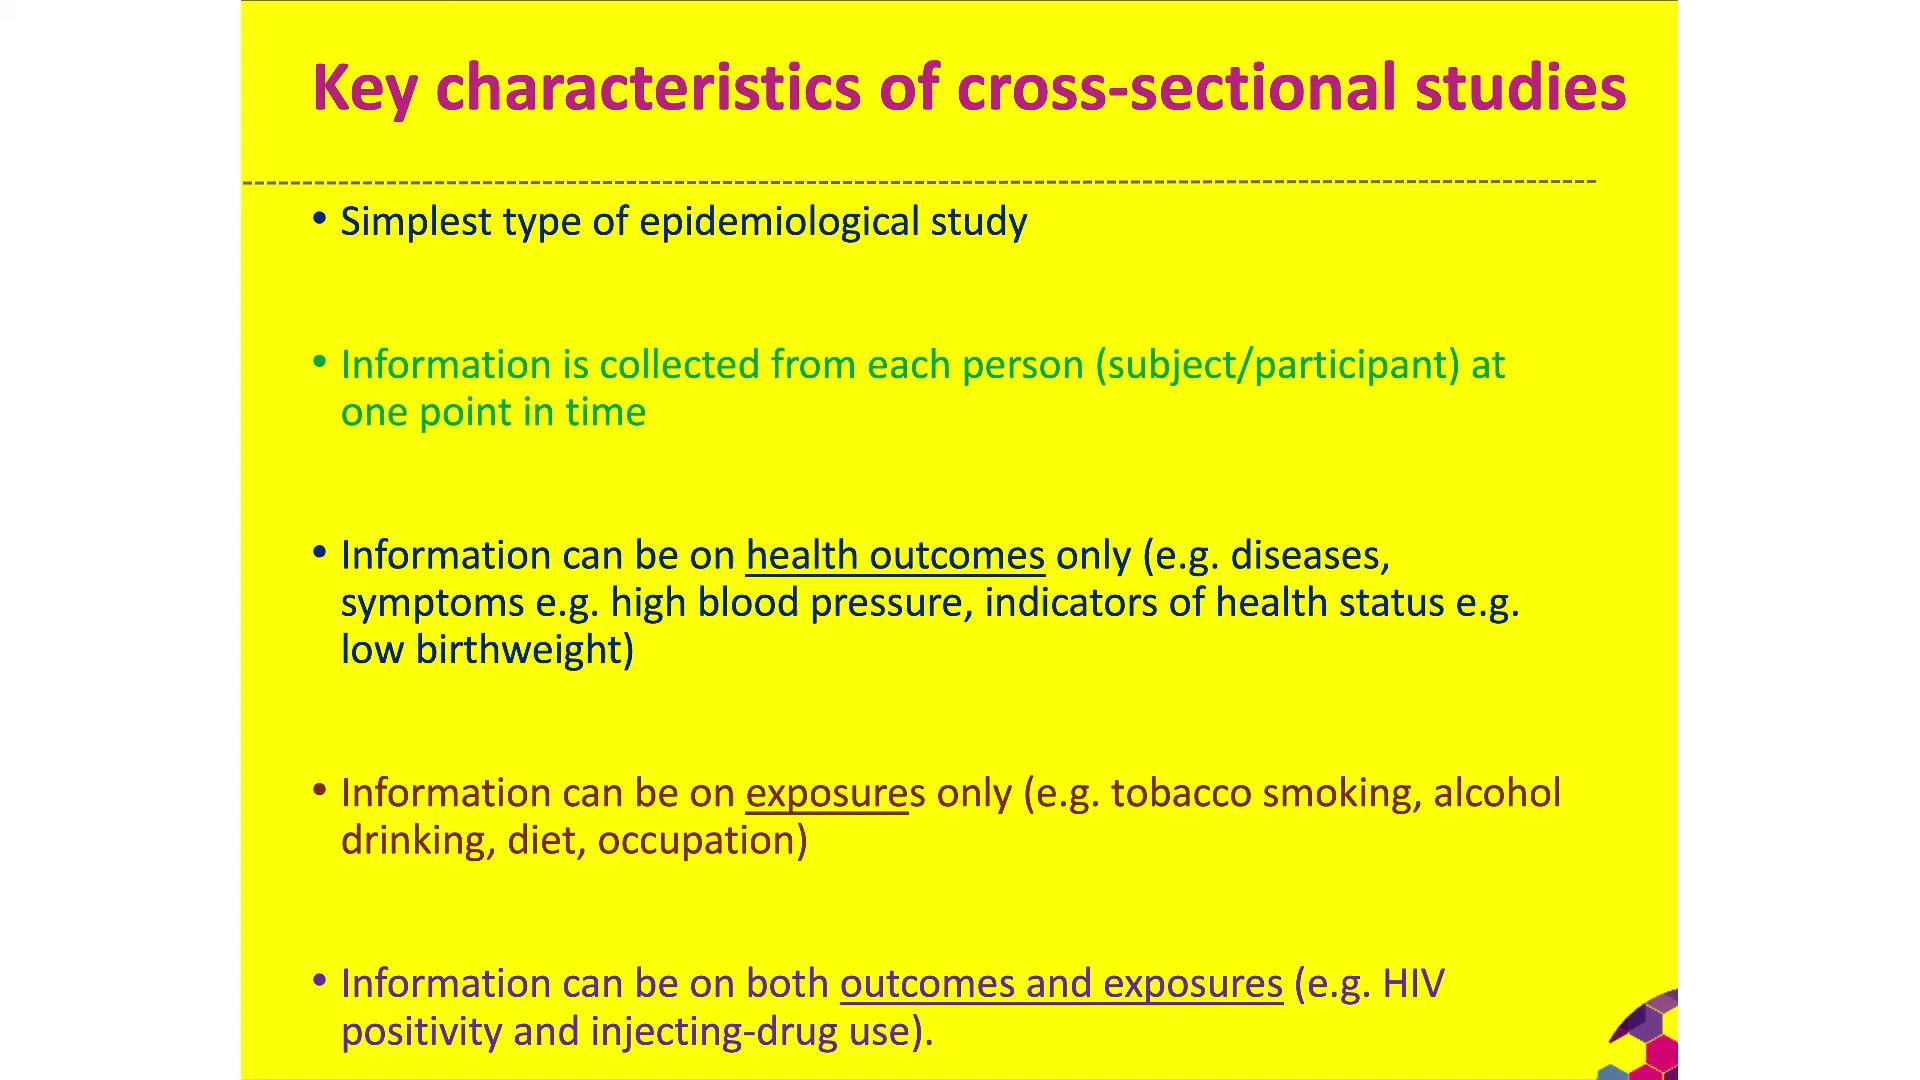 Key characteristics of cross-sectional studies
• Simplest type of epidemiological study
• Information is collected from each person (subject/participant) at
one point in time
• Information can be on health outcomes only (e.g. diseases,
symptoms e.g. high blood pressure, indicators of health status e.g.
low birthweight)
• Information can be on exposures only (e.g. tobacco smoking, alcohol
drinking, diet, occupation)
• Information can be on both outcomes and exposures (e.g. HIV
positivity and injecting-drug use).